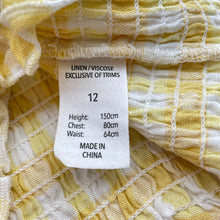 LINEN/VISCOSE
EXCLUSIVE OF TRIMS
12
Height: 150cm
Chest: 80cm
Waist: 64cm
MADE IN
CHINA